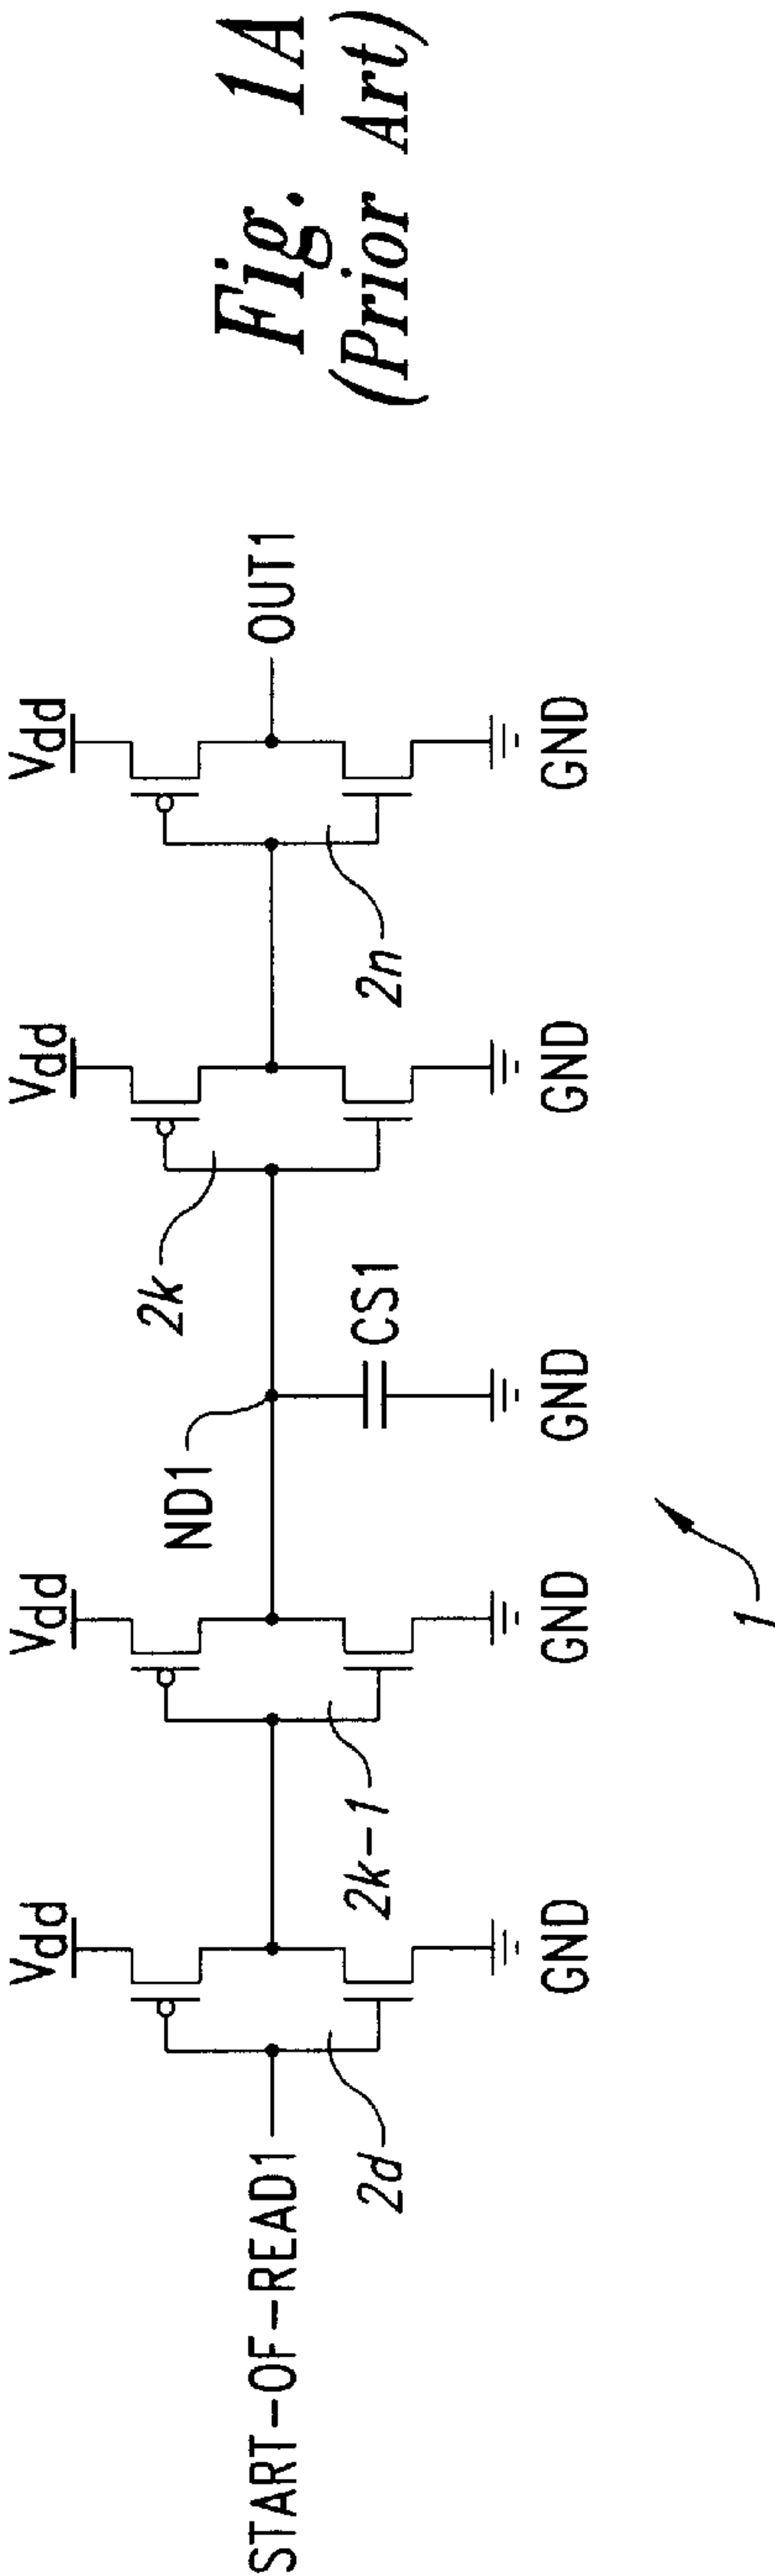 Vdd
Vdd
Vdd
Vdd
2k
ND1
START-OF-READ1
OUT1
2d
2k-1
CS1
2n
GND
GND
GND
GND
GND
1
Fig. 1A
(Prior Art)